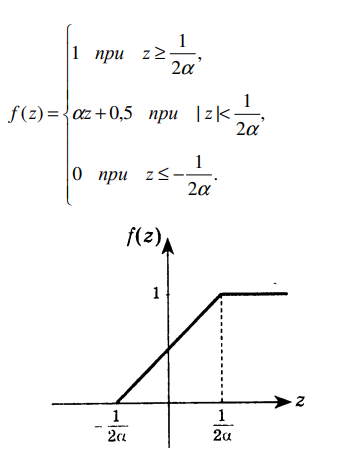 1 при z ≥ 1/2α,
f(z) = { αz + 0,5 при | z |< 1/2α,
0 при z ≤ −1/2α.
f(z)
1
z
−1/2α 1/2α